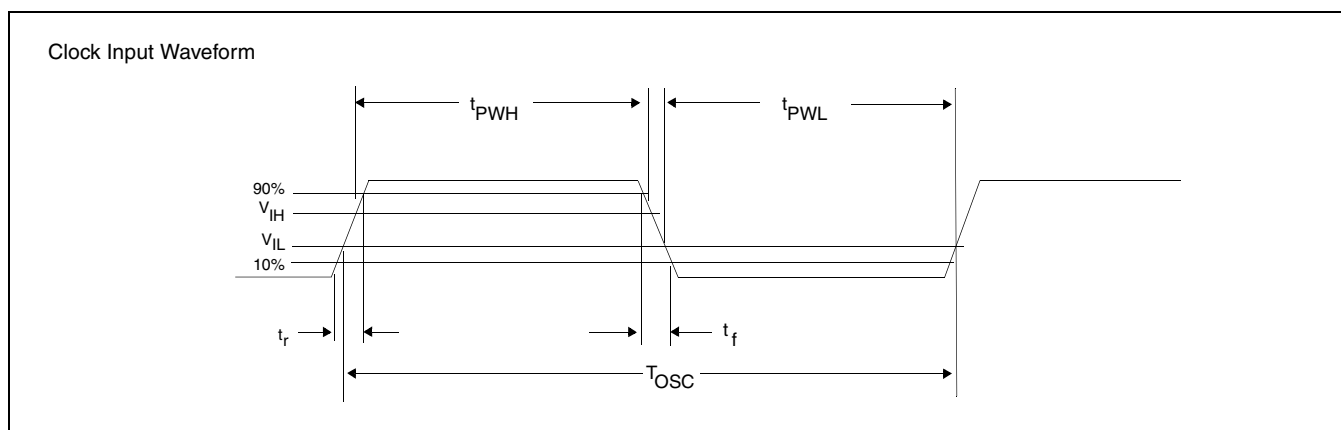 Clock Input Waveform
tPWH
tPWL
90%
VIH
VIL
10%
tr
tf
TOSC